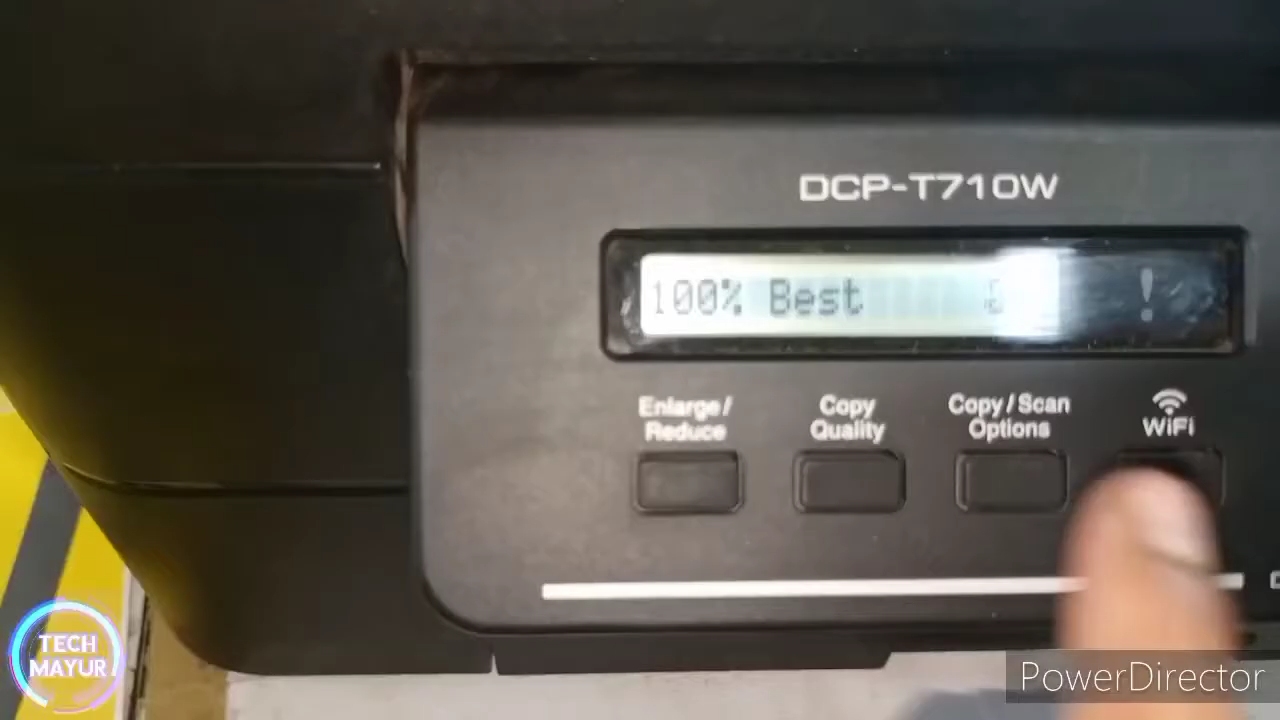 DCP-T710W
100% Best
!
Enlarge/
Reduce
Copy
Quality
Copy/Scan
Options
WiFi
TECH
MAYUR
PowerDirector